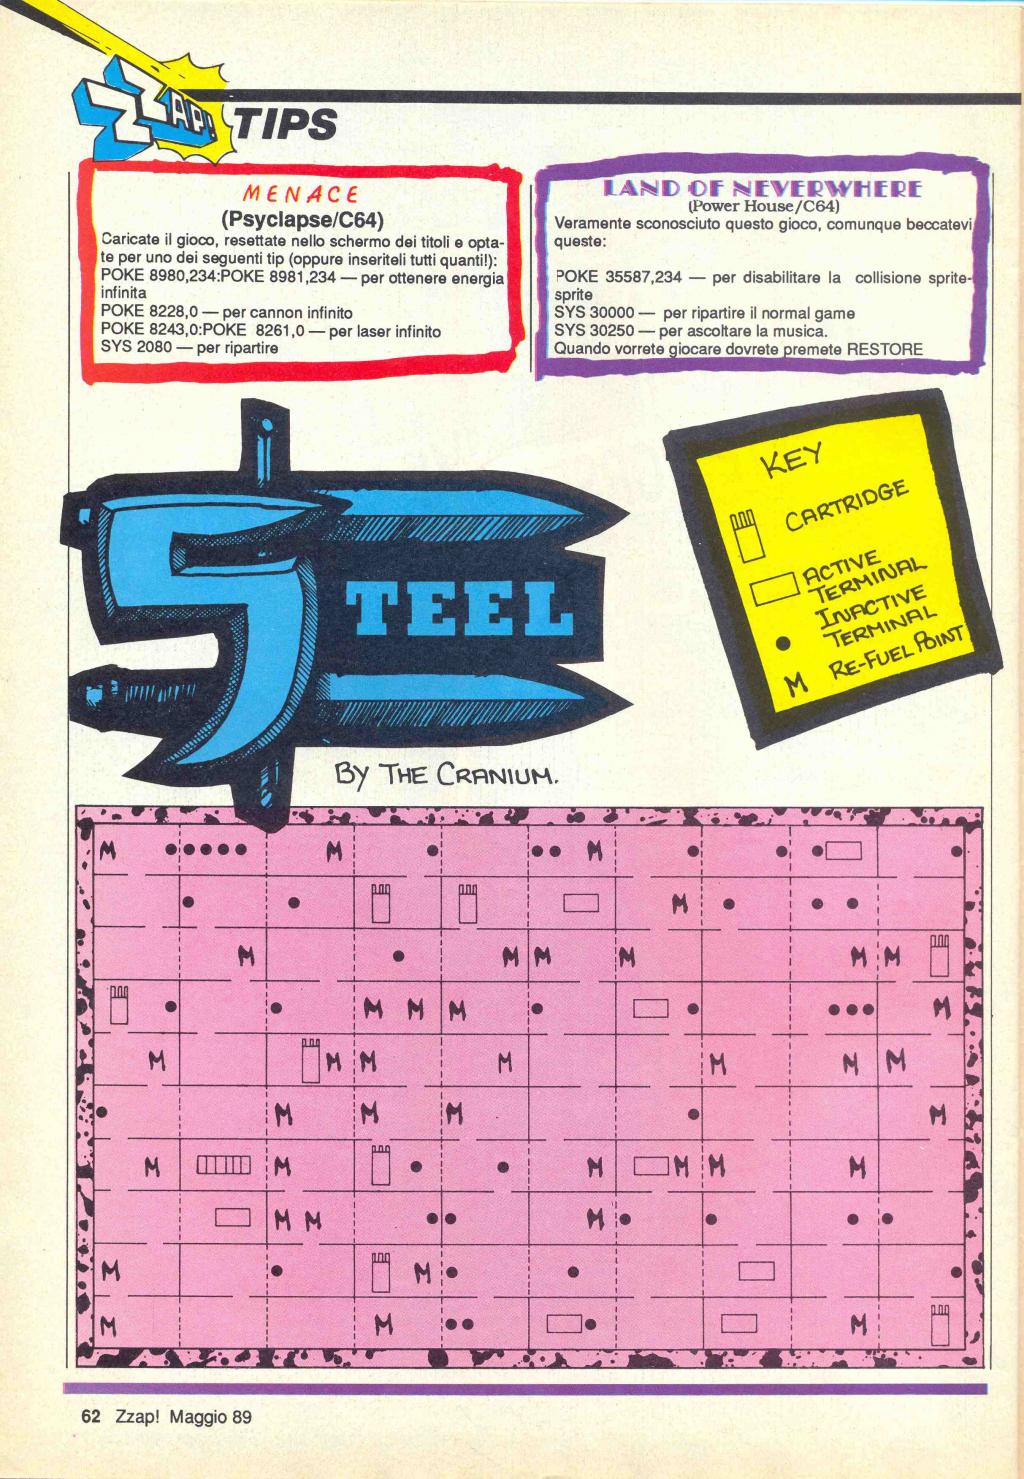 ZZAP! TIPS
MENACE
(Psyclapse/C64)
Caricate il gioco, resettate nello schermo dei titoli e opta-
te per uno dei seguenti tip (oppure inseriteli tutti quanti!):
POKE 8980,234:POKE 8981,234 — per ottenere energia
infinita
POKE 8228,0 — per cannon infinito
POKE 8243,0:POKE 8261,0 — per laser infinito
SYS 2080 — per ripartire
LAND OF NEVERWHERE
(Power House/C64)
Veramente sconosciuto questo gioco, comunque beccatevi
queste:
POKE 35587,234 — per disabilitare la collisione sprite-
sprite
SYS 30000 — per ripartire il normal game
SYS 30250 — per ascoltare la musica.
Quando vorrete giocare dovrete premete RESTORE
STEEL
BY THE CRANIUM.
KEY
CARTRIDGE
ACTIVE
TERMINAL
INACTIVE
TERMINAL
M RE-FUEL POINT
M M M
M
M M M M M M
M M M M
M M M M M M M
M M M M
M M M M M M
M M M
M M
M M M
62 Zzap! Maggio 89